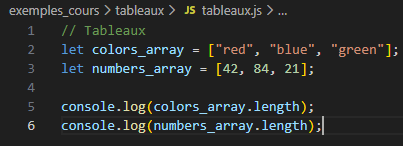 exemples_cours > tableaux > JS tableaux.js > ...
1 // Tableaux
2 let colors_array = ["red", "blue", "green"];
3 let numbers_array = [42, 84, 21];
4
5 console.log(colors_array.length);
6 console.log(numbers_array.length);